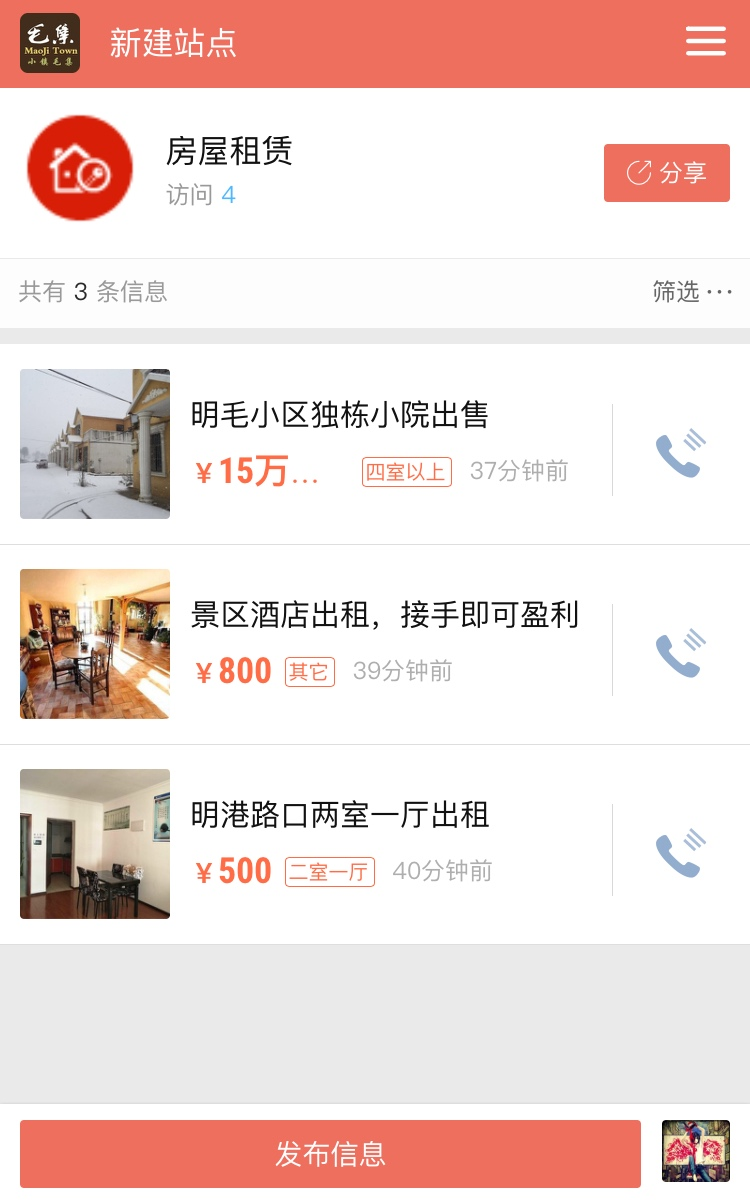 毛集
MaoJi Town
小镇毛集
新建站点
房屋租赁
访问 4
分享
共有 3 条信息
筛选 ···
明毛小区独栋小院出售
￥15万... 四室以上 37分钟前
景区酒店出租，接手即可盈利
￥800 其它 39分钟前
明港路口两室一厅出租
￥500 二室一厅 40分钟前
发布信息